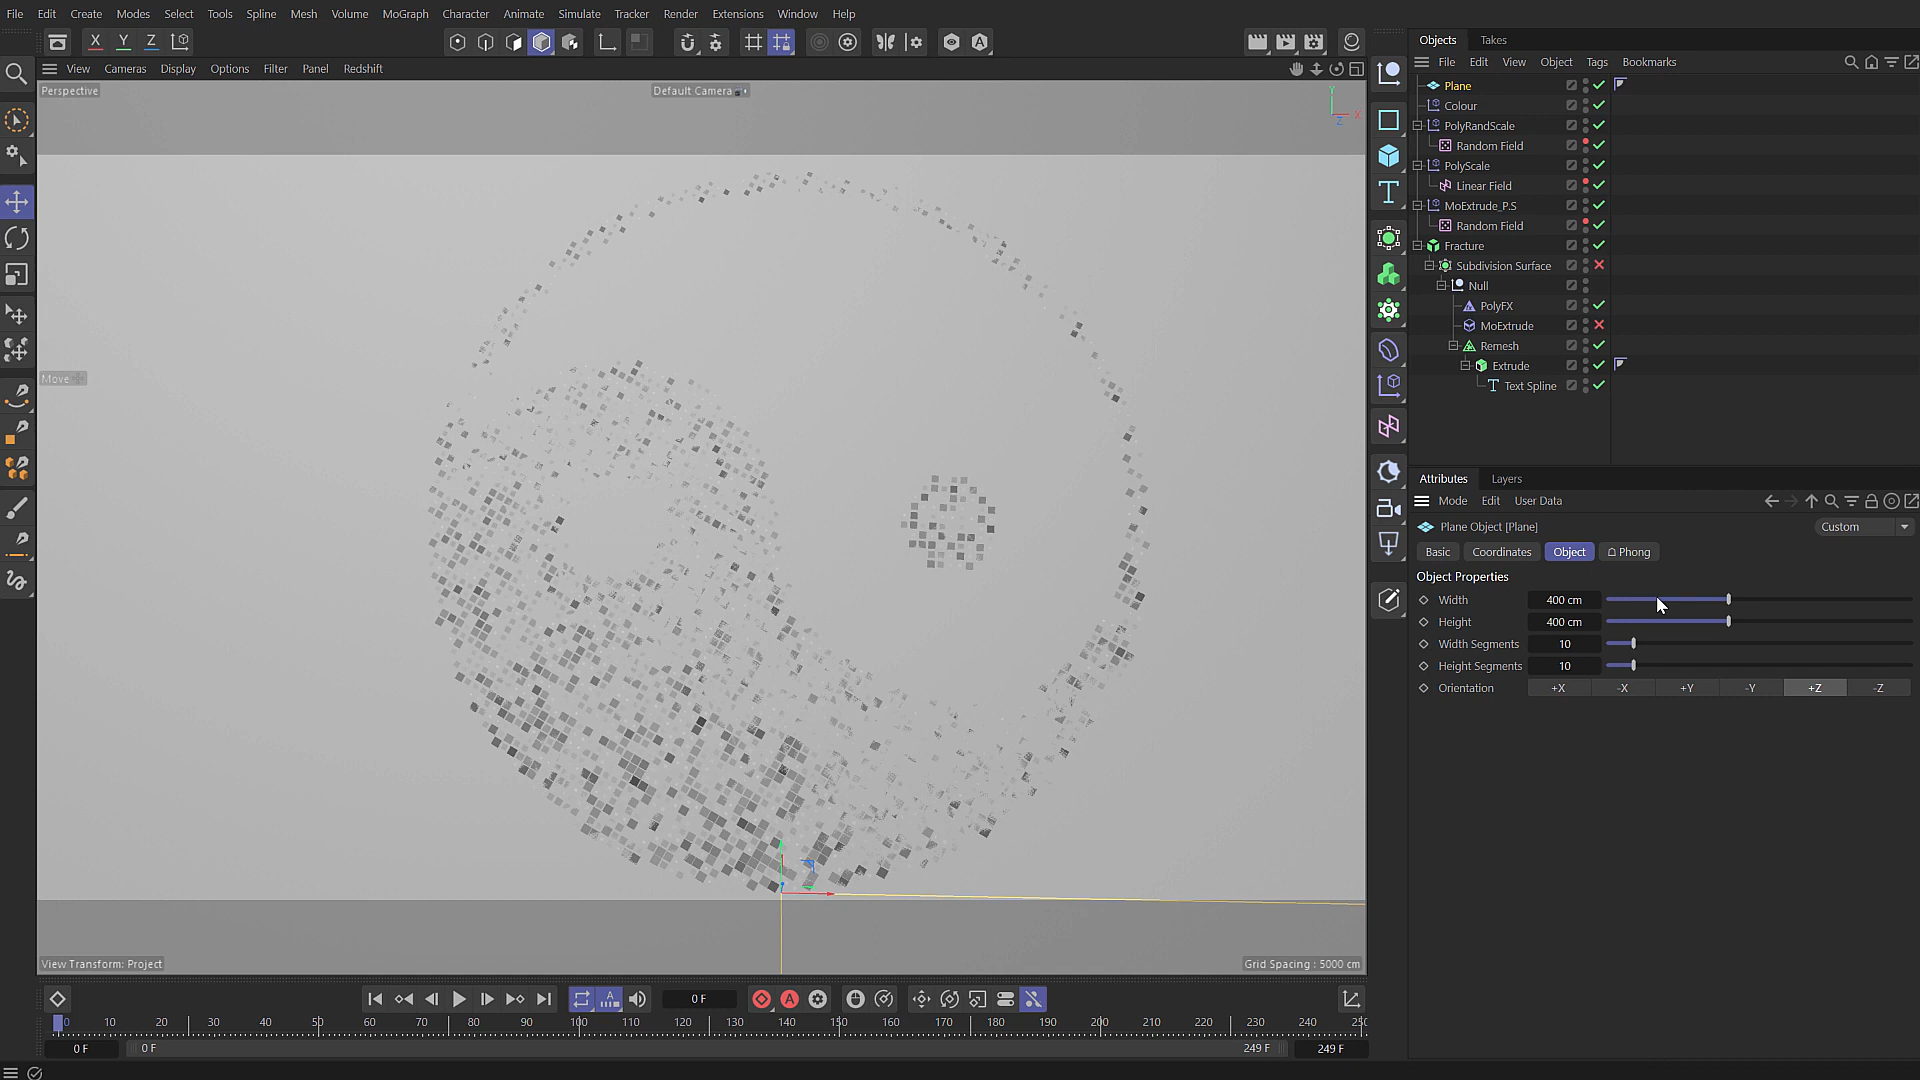 File Edit Create Modes Select Tools Spline Mesh Volume MoGraph Character Animate Simulate Tracker Render Extensions Window Help
X Y Z
View Cameras Display Options Filter Panel Redshift
Perspective
Default Camera
Y
X
Z
Move
View Transform: Project
Grid Spacing : 5000 cm
Objects Takes
File Edit View Object Tags Bookmarks
Plane
Colour
PolyRandScale
Random Field
PolyScale
Linear Field
MoExtrude_P.S
Random Field
Fracture
Subdivision Surface
Null
PolyFX
MoExtrude
Remesh
Extrude
Text Spline
Attributes Layers
Mode Edit User Data
Plane Object [Plane]
Custom
Basic Coordinates Object Phong
Object Properties
Width 400 cm
Height 400 cm
Width Segments 10
Height Segments 10
Orientation +X -X +Y -Y +Z -Z
0 F
0 10 20 30 40 50 60 70 80 90 100 110 120 130 140 150 160 170 180 190 200 210 220 230 240 250
0 F 0 F 249 F 249 F